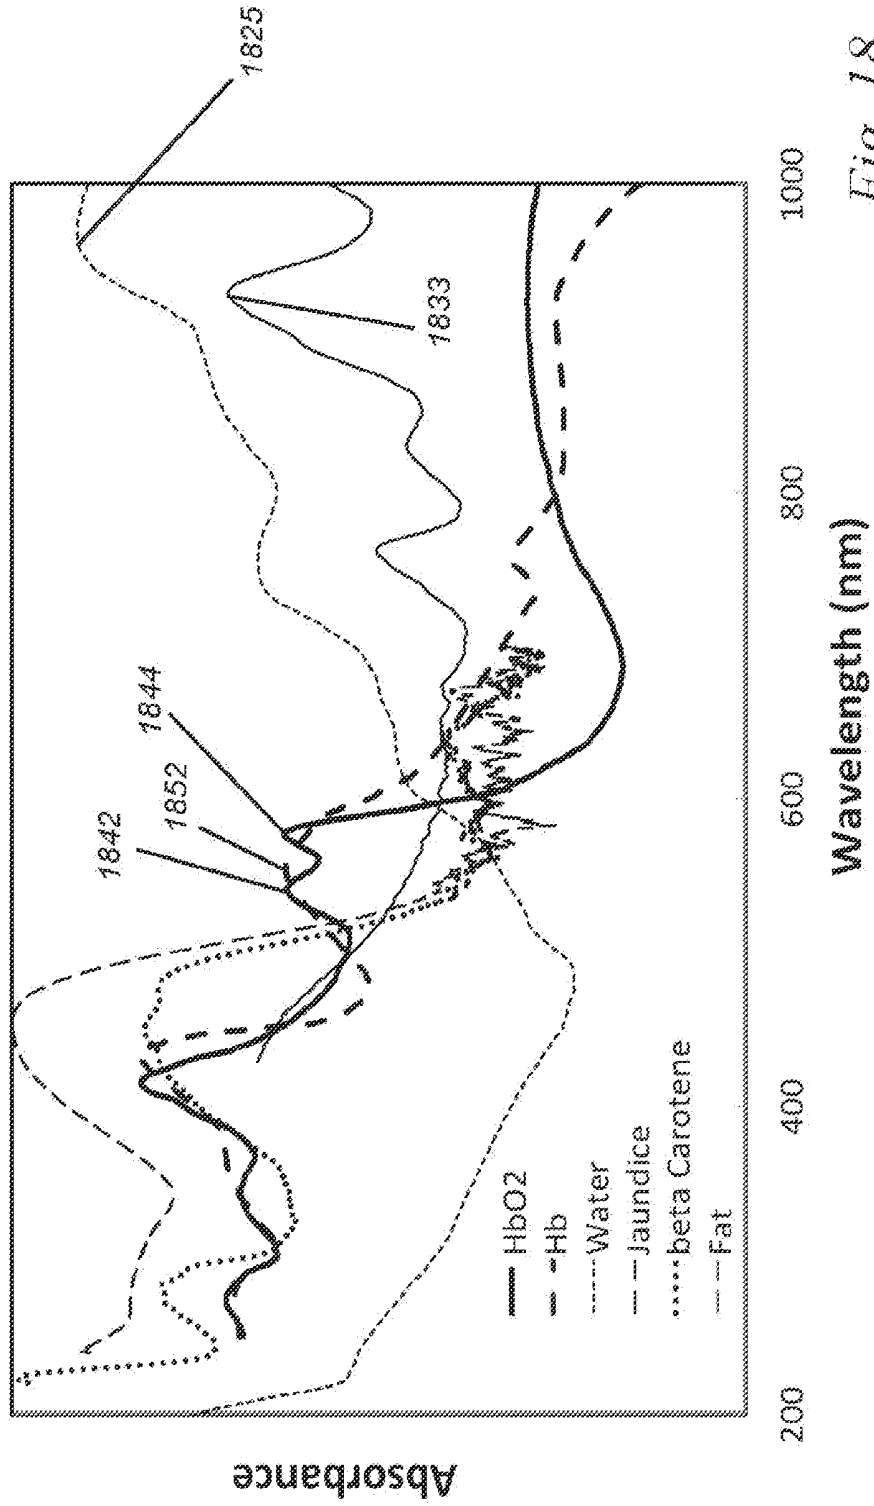 1825
1833
1844
1852
1842
HbO2
Hb
Water
Jaundice
beta Carotene
Fat
200
400
600
800
1000
Wavelength (nm)
Absorbance
Fig. 18